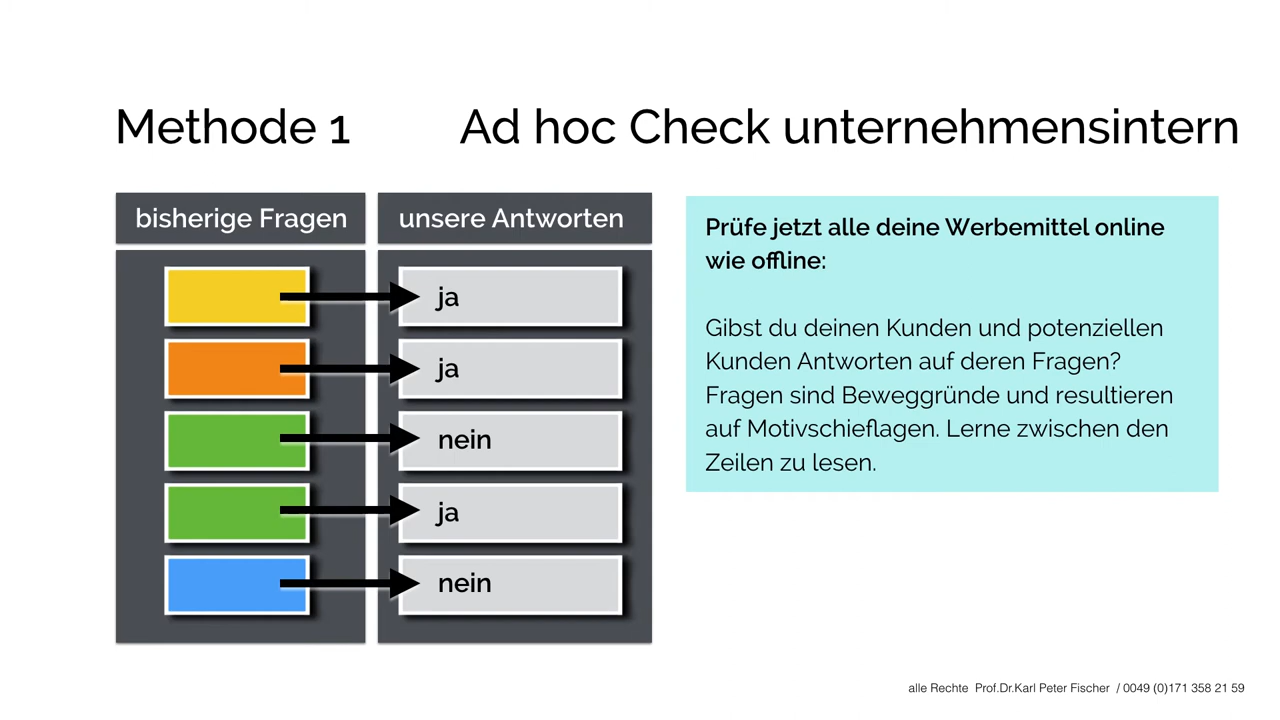 Methode 1 Ad hoc Check unternehmensintern
bisherige Fragen
unsere Antworten
ja
ja
nein
ja
nein
Prüfe jetzt alle deine Werbemittel online
wie offline:
Gibst du deinen Kunden und potenziellen
Kunden Antworten auf deren Fragen?
Fragen sind Beweggründe und resultieren
auf Motivschieflagen. Lerne zwischen den
Zeilen zu lesen.
alle Rechte Prof.Dr.Karl Peter Fischer / 0049 (0)171 358 21 59